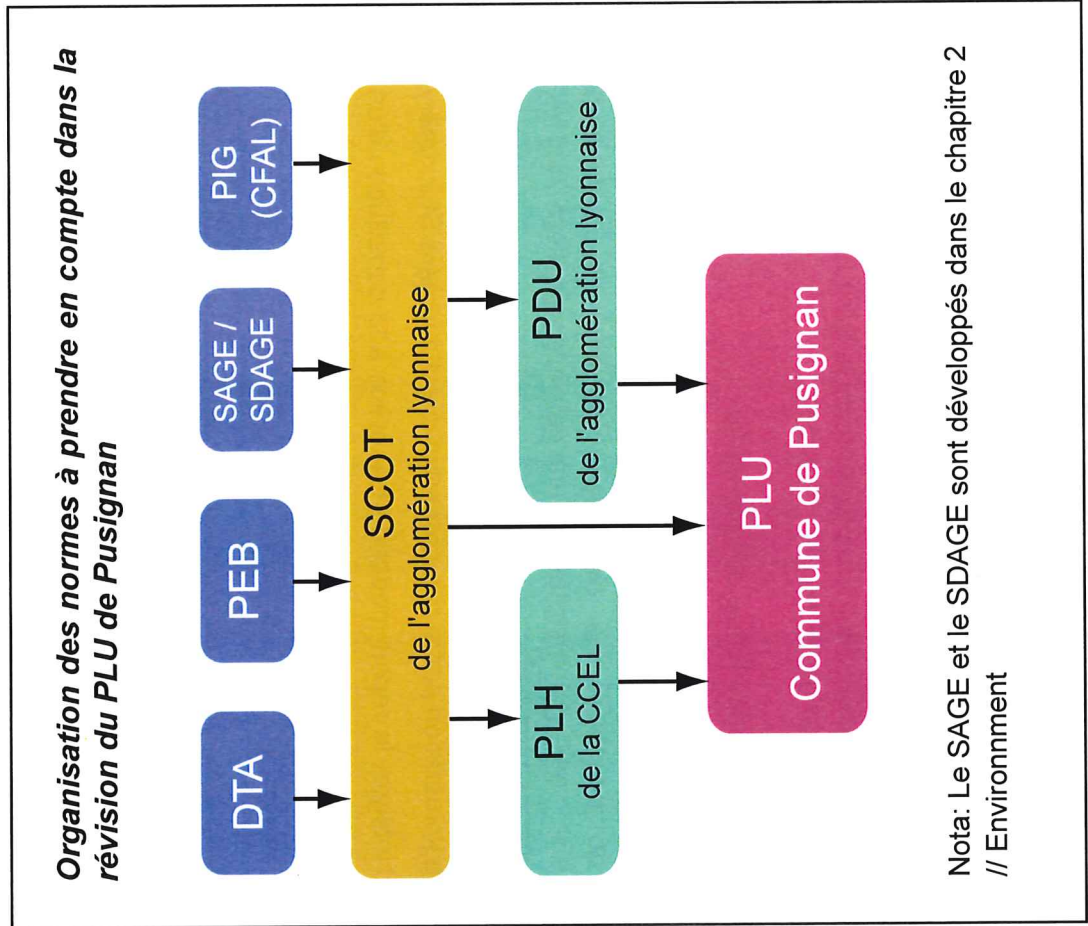 Organisation des normes à prendre en compte dans la
révision du PLU de Pusignan
DTA
PEB
SAGE /
SDAGE
PIG
(CFAL)
SCOT
de l'agglomération lyonnaise
PLH
de la CCEL
PDU
de l'agglomération lyonnaise
PLU
Commune de Pusignan
Nota: Le SAGE et le SDAGE sont développés dans le chapitre 2
// Environnment